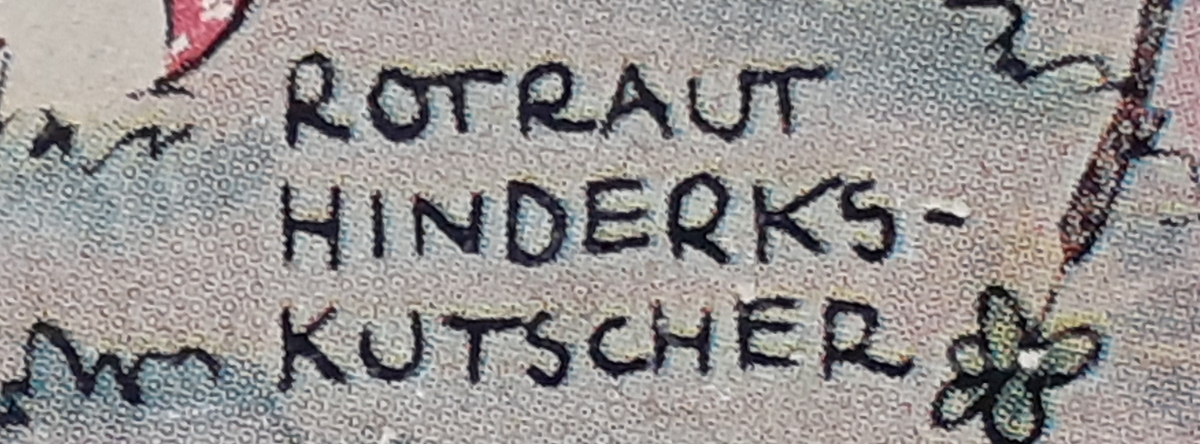 ROTRAUT
HINDERKS-
KUTSCHER